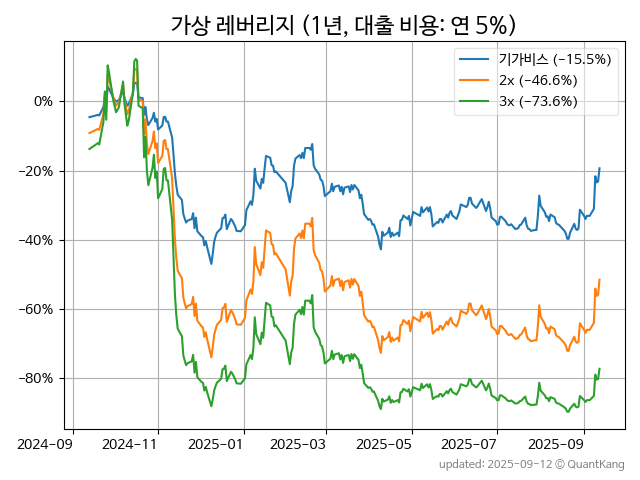 가상 레버리지 (1년, 대출 비용: 연 5%)
기가비스 (−15.5%)
2x (−46.6%)
3x (−73.6%)
0%
−20%
−40%
−60%
−80%
2024−09 2024−11 2025−01 2025−03 2025−05 2025−07 2025−09
updated: 2025-09-12 © QuantKang